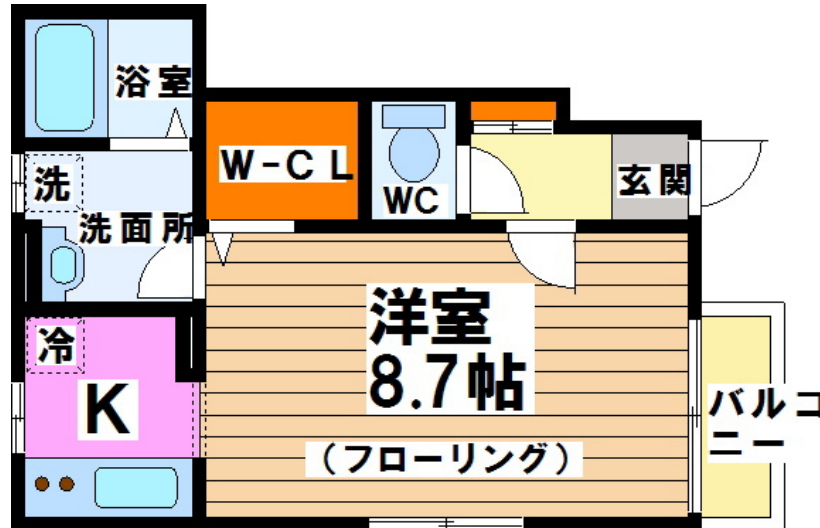 浴室
洗
洗面所
W-CL
WC
玄関
冷
K
洋室
8.7帖
(フローリング)
バルコ
ニー